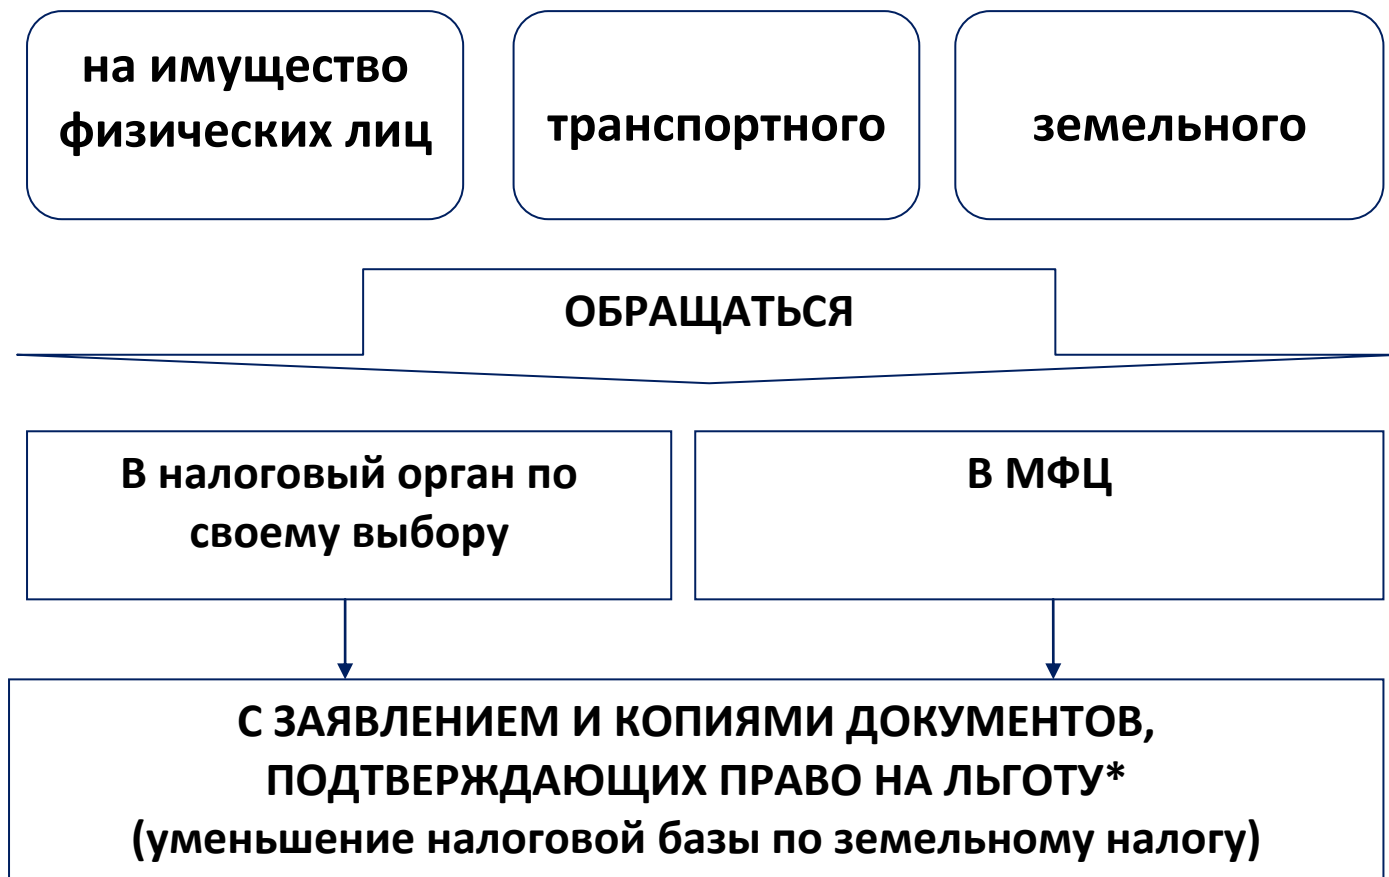 на имущество
физических лиц
транспортного
земельного
ОБРАЩАТЬСЯ
В налоговый орган по
своему выбору
В МФЦ
С ЗАЯВЛЕНИЕМ И КОПИЯМИ ДОКУМЕНТОВ,
ПОДТВЕРЖДАЮЩИХ ПРАВО НА ЛЬГОТУ*
(уменьшение налоговой базы по земельному налогу)